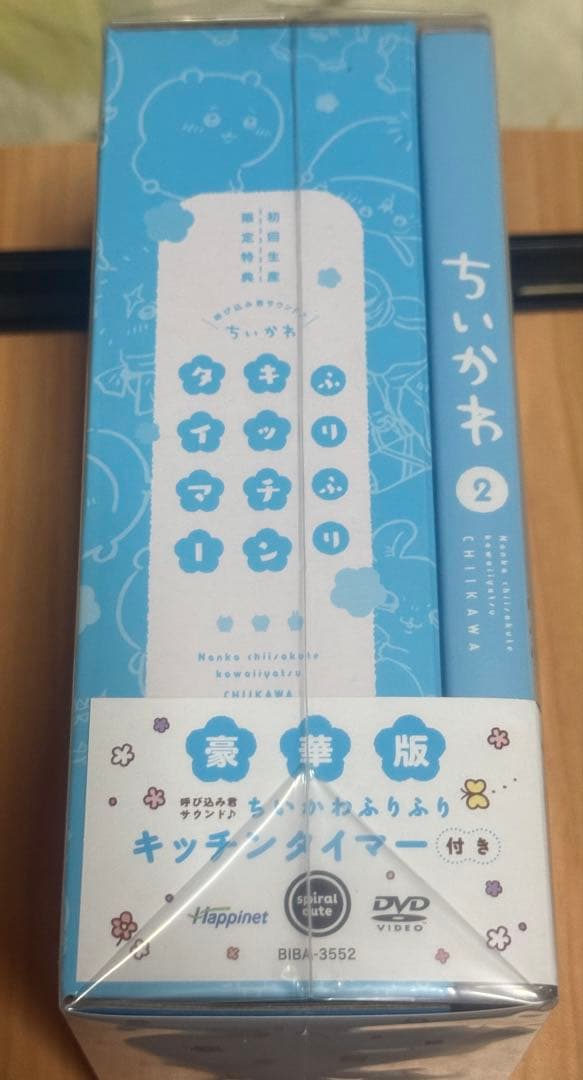 初回生産
限定特典
呼び込み君サウンド♪
ちいかわ
ふりふり
キッチン
タイマー
Nanka chiisakute
kawaiiyatsu
CHIIKAWA
ちいかわ
2
Nanka chiisakute
kawaiiyatsu
CHIIKAWA
豪華版
呼び込み君
サウンド♪
ちいかわふりふり
キッチンタイマー付き
Happinet
spiral
cute
DVD
VIDEO
BIBA-3552